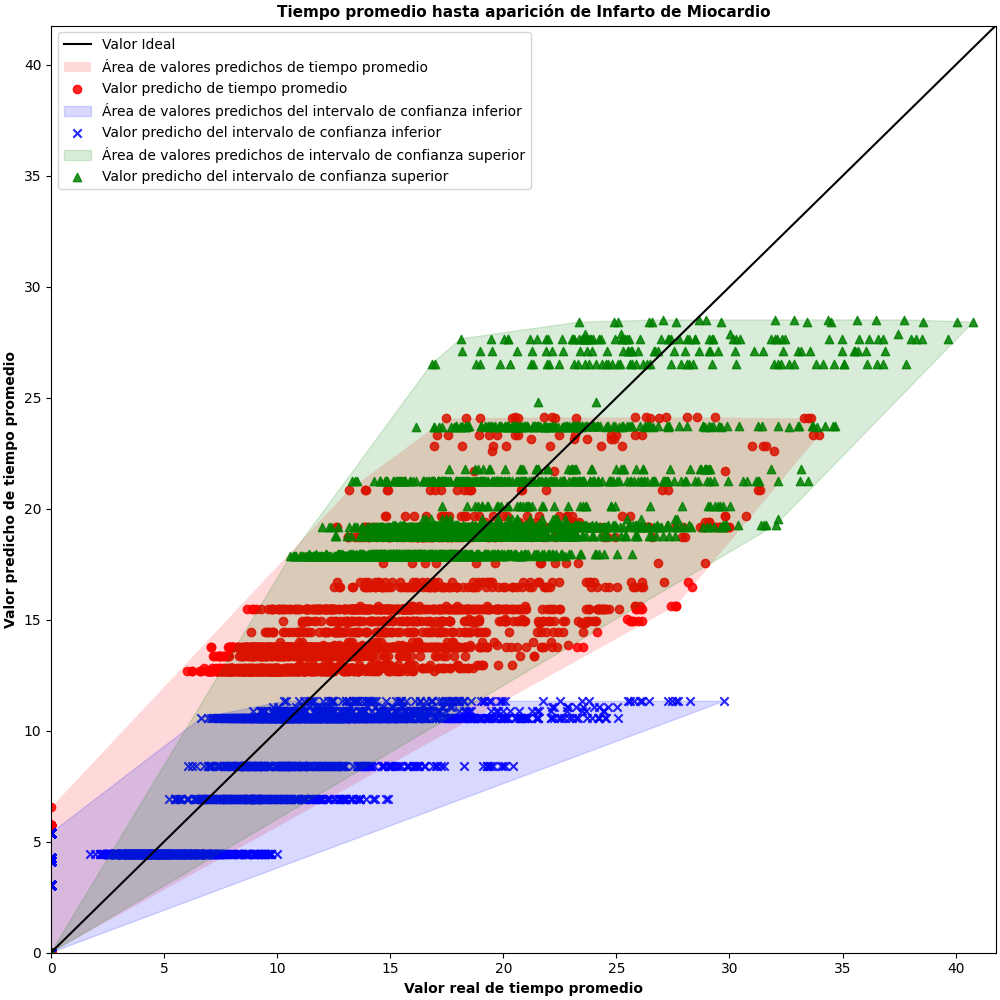 Tiempo promedio hasta aparición de Infarto de Miocardio
Valor Ideal
Área de valores predichos de tiempo promedio
Valor predicho de tiempo promedio
Área de valores predichos del intervalo de confianza inferior
Valor predicho del intervalo de confianza inferior
Área de valores predichos de intervalo de confianza superior
Valor predicho del intervalo de confianza superior
Valor predicho de tiempo promedio
40
35
30
25
20
15
10
5
0
0 5 10 15 20 25 30 35 40
Valor real de tiempo promedio